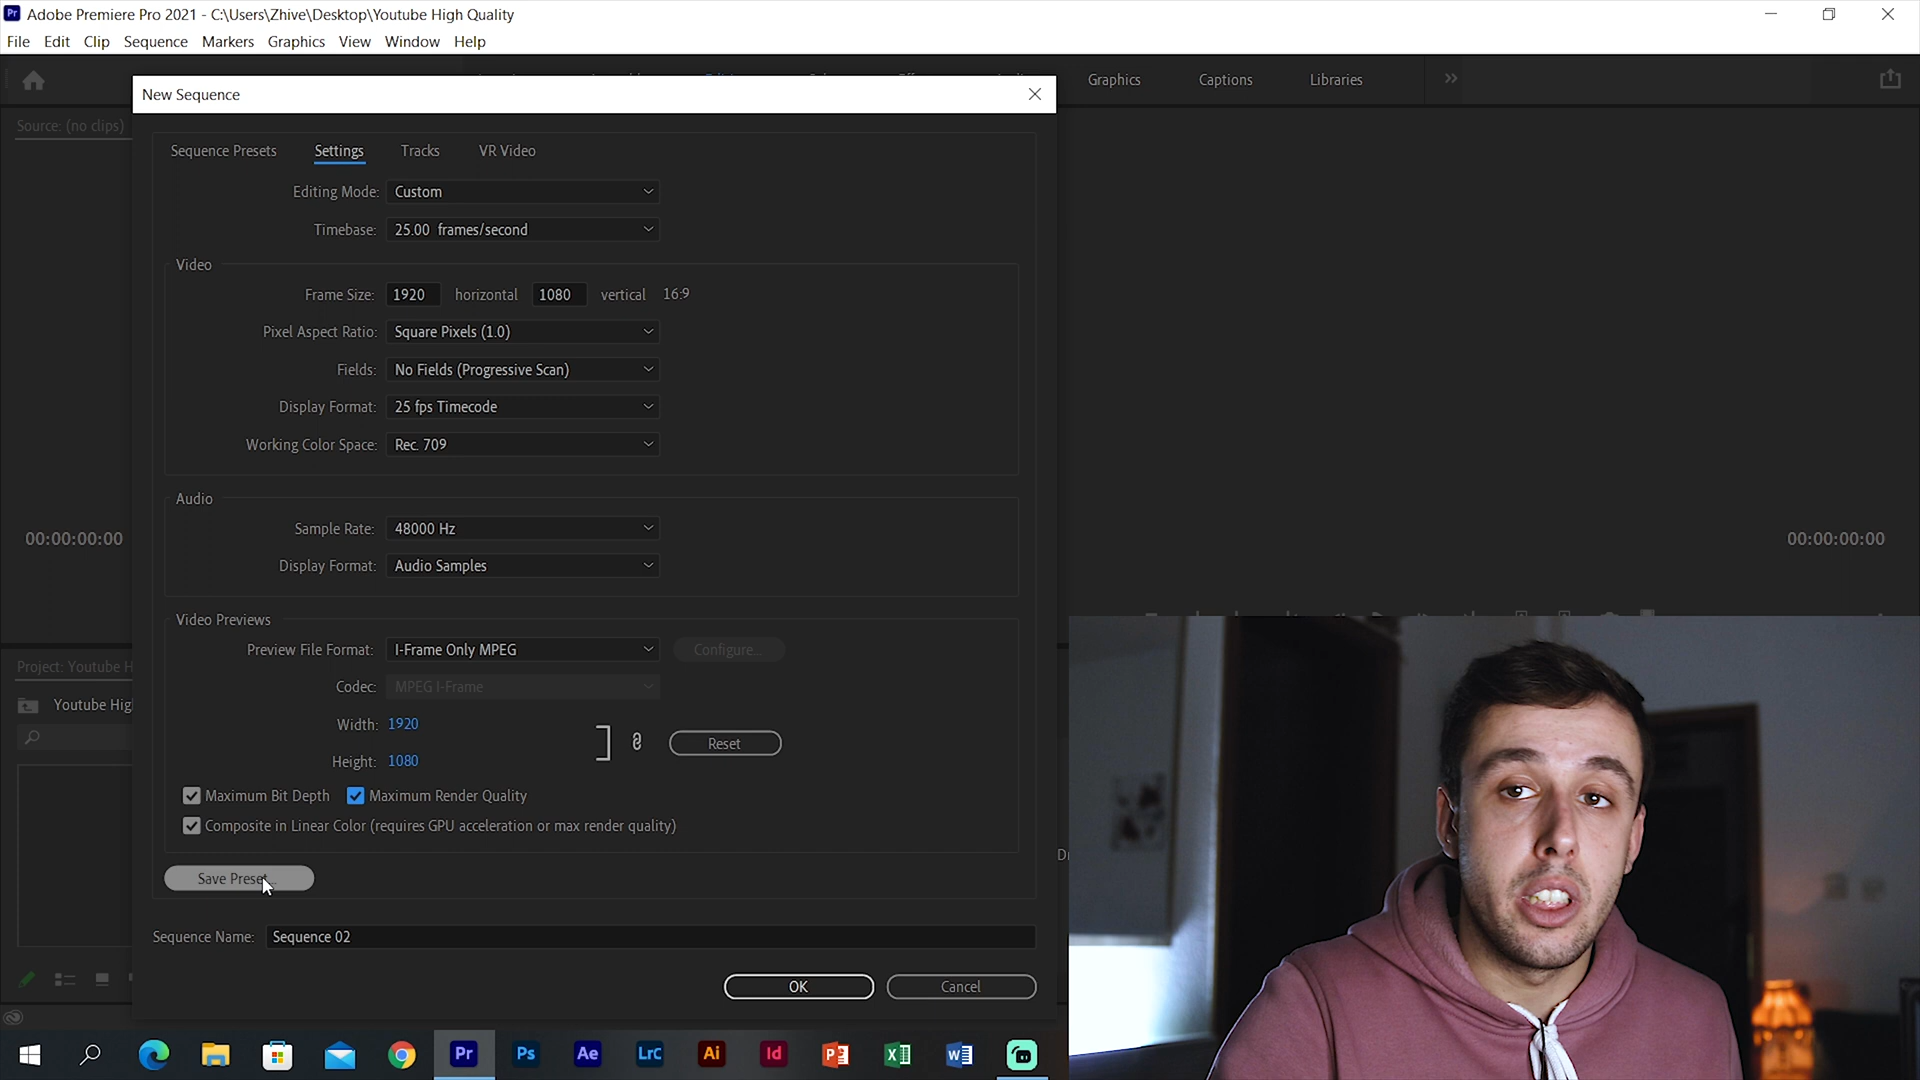 Pr Adobe Premiere Pro 2021 - C:\Users\Zhive\Desktop\Youtube High Quality
File Edit Clip Sequence Markers Graphics View Window Help
Graphics Captions Libraries
New Sequence
Source: (no clips)
Sequence Presets Settings Tracks VR Video
Editing Mode: Custom
Timebase: 25.00 frames/second
Video
Frame Size: 1920 horizontal 1080 vertical 16:9
Pixel Aspect Ratio: Square Pixels (1.0)
Fields: No Fields (Progressive Scan)
Display Format: 25 fps Timecode
Working Color Space: Rec. 709
Audio
Sample Rate: 48000 Hz
Display Format: Audio Samples
00:00:00:00
00:00:00:00
Video Previews
Preview File Format: I-Frame Only MPEG Configure...
Codec: MPEG I-Frame
Width: 1920
Height: 1080
Reset
Maximum Bit Depth Maximum Render Quality
Composite in Linear Color (requires GPU acceleration or max render quality)
Save Preset...
Sequence Name: Sequence 02
OK Cancel
Project: Youtube H
Youtube Hig
Pr Ps Ae LrC Ai Id P X W